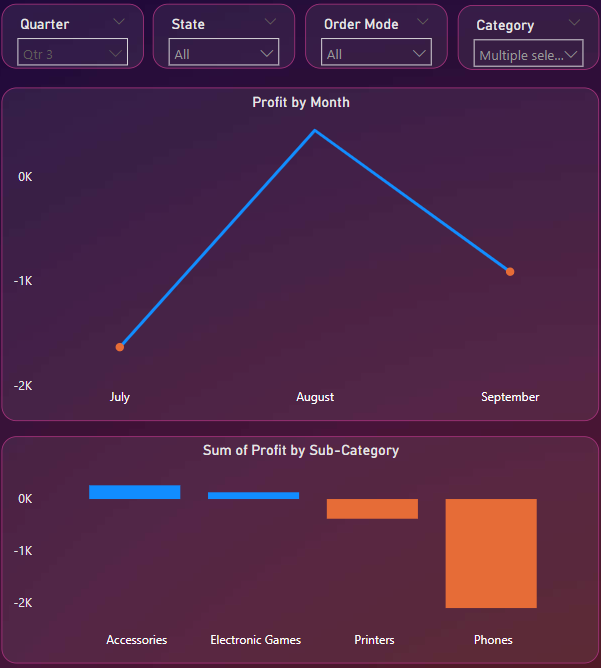 Quarter
Qtr 3
State
All
Order Mode
All
Category
Multiple sele...
Profit by Month
0K
-1K
-2K
July
August
September
Sum of Profit by Sub-Category
0K
-1K
-2K
Accessories
Electronic Games
Printers
Phones